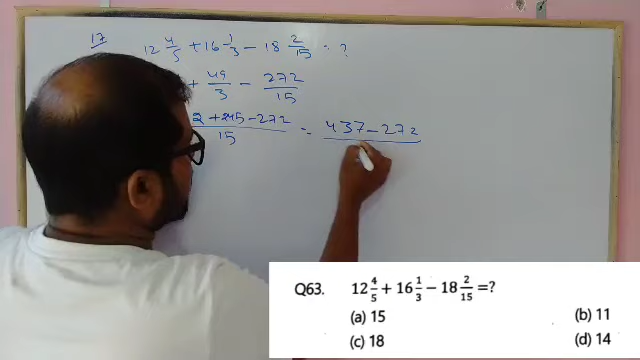 17
12 4/5 + 16 1/3 - 18 2/15 = ?
+ 49/3 - 272/15
2 + 245 - 272 / 15 = 437 - 272
Q63. 12 4/5 + 16 1/3 - 18 2/15 = ?
(a) 15 (b) 11
(c) 18 (d) 14